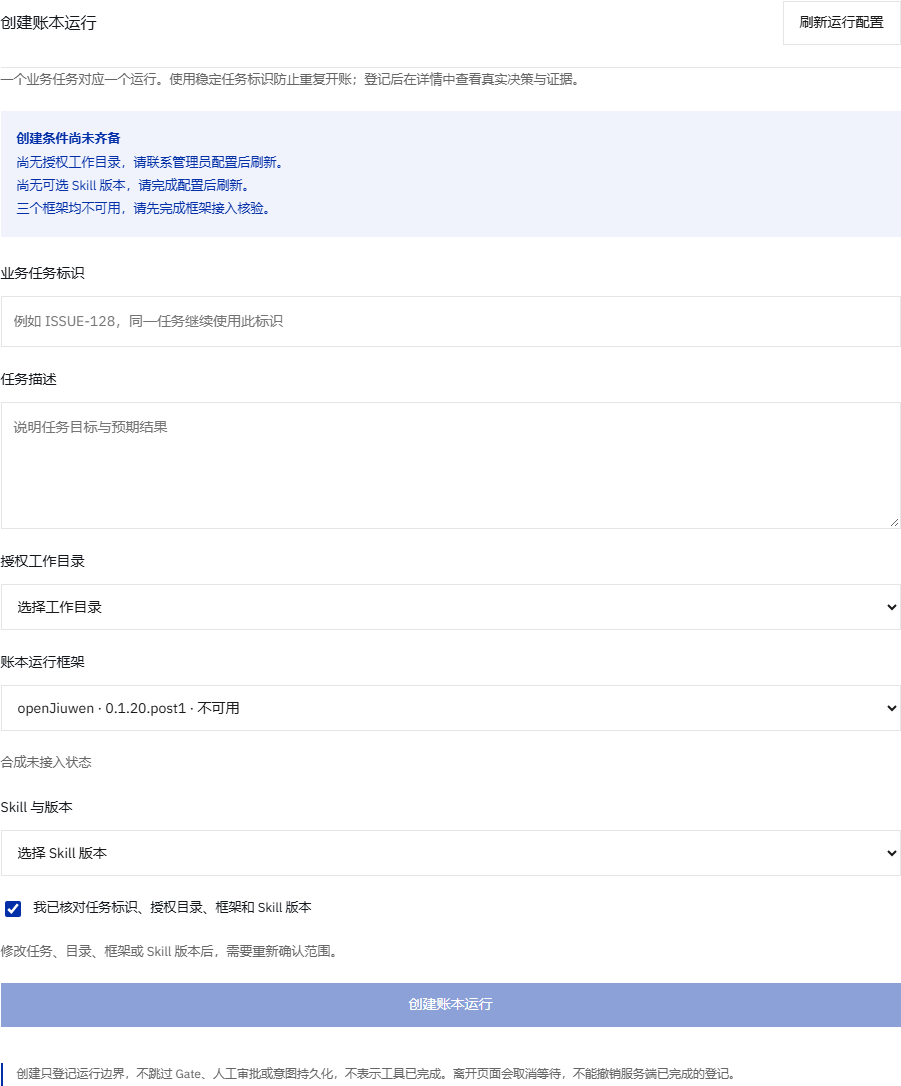 创建账本运行
刷新运行配置
一个业务任务对应一个运行。使用稳定任务标识防止重复开账；登记后在详情中查看真实决策与证据。
创建条件尚未齐备
尚无授权工作目录，请联系管理员配置后刷新。
尚无可选 Skill 版本，请完成配置后刷新。
三个框架均不可用，请先完成框架接入核验。
业务任务标识
例如 ISSUE-128，同一任务继续使用此标识
任务描述
说明任务目标与预期结果
授权工作目录
选择工作目录
账本运行框架
openJiuwen · 0.1.20.post1 · 不可用
合成未接入状态
Skill 与版本
选择 Skill 版本
我已核对任务标识、授权目录、框架和 Skill 版本
修改任务、目录、框架或 Skill 版本后，需要重新确认范围。
创建账本运行
创建只登记运行边界，不跳过 Gate、人工审批或意图持久化，不表示工具已完成。离开页面会取消等待，不能撤销服务端已完成的登记。